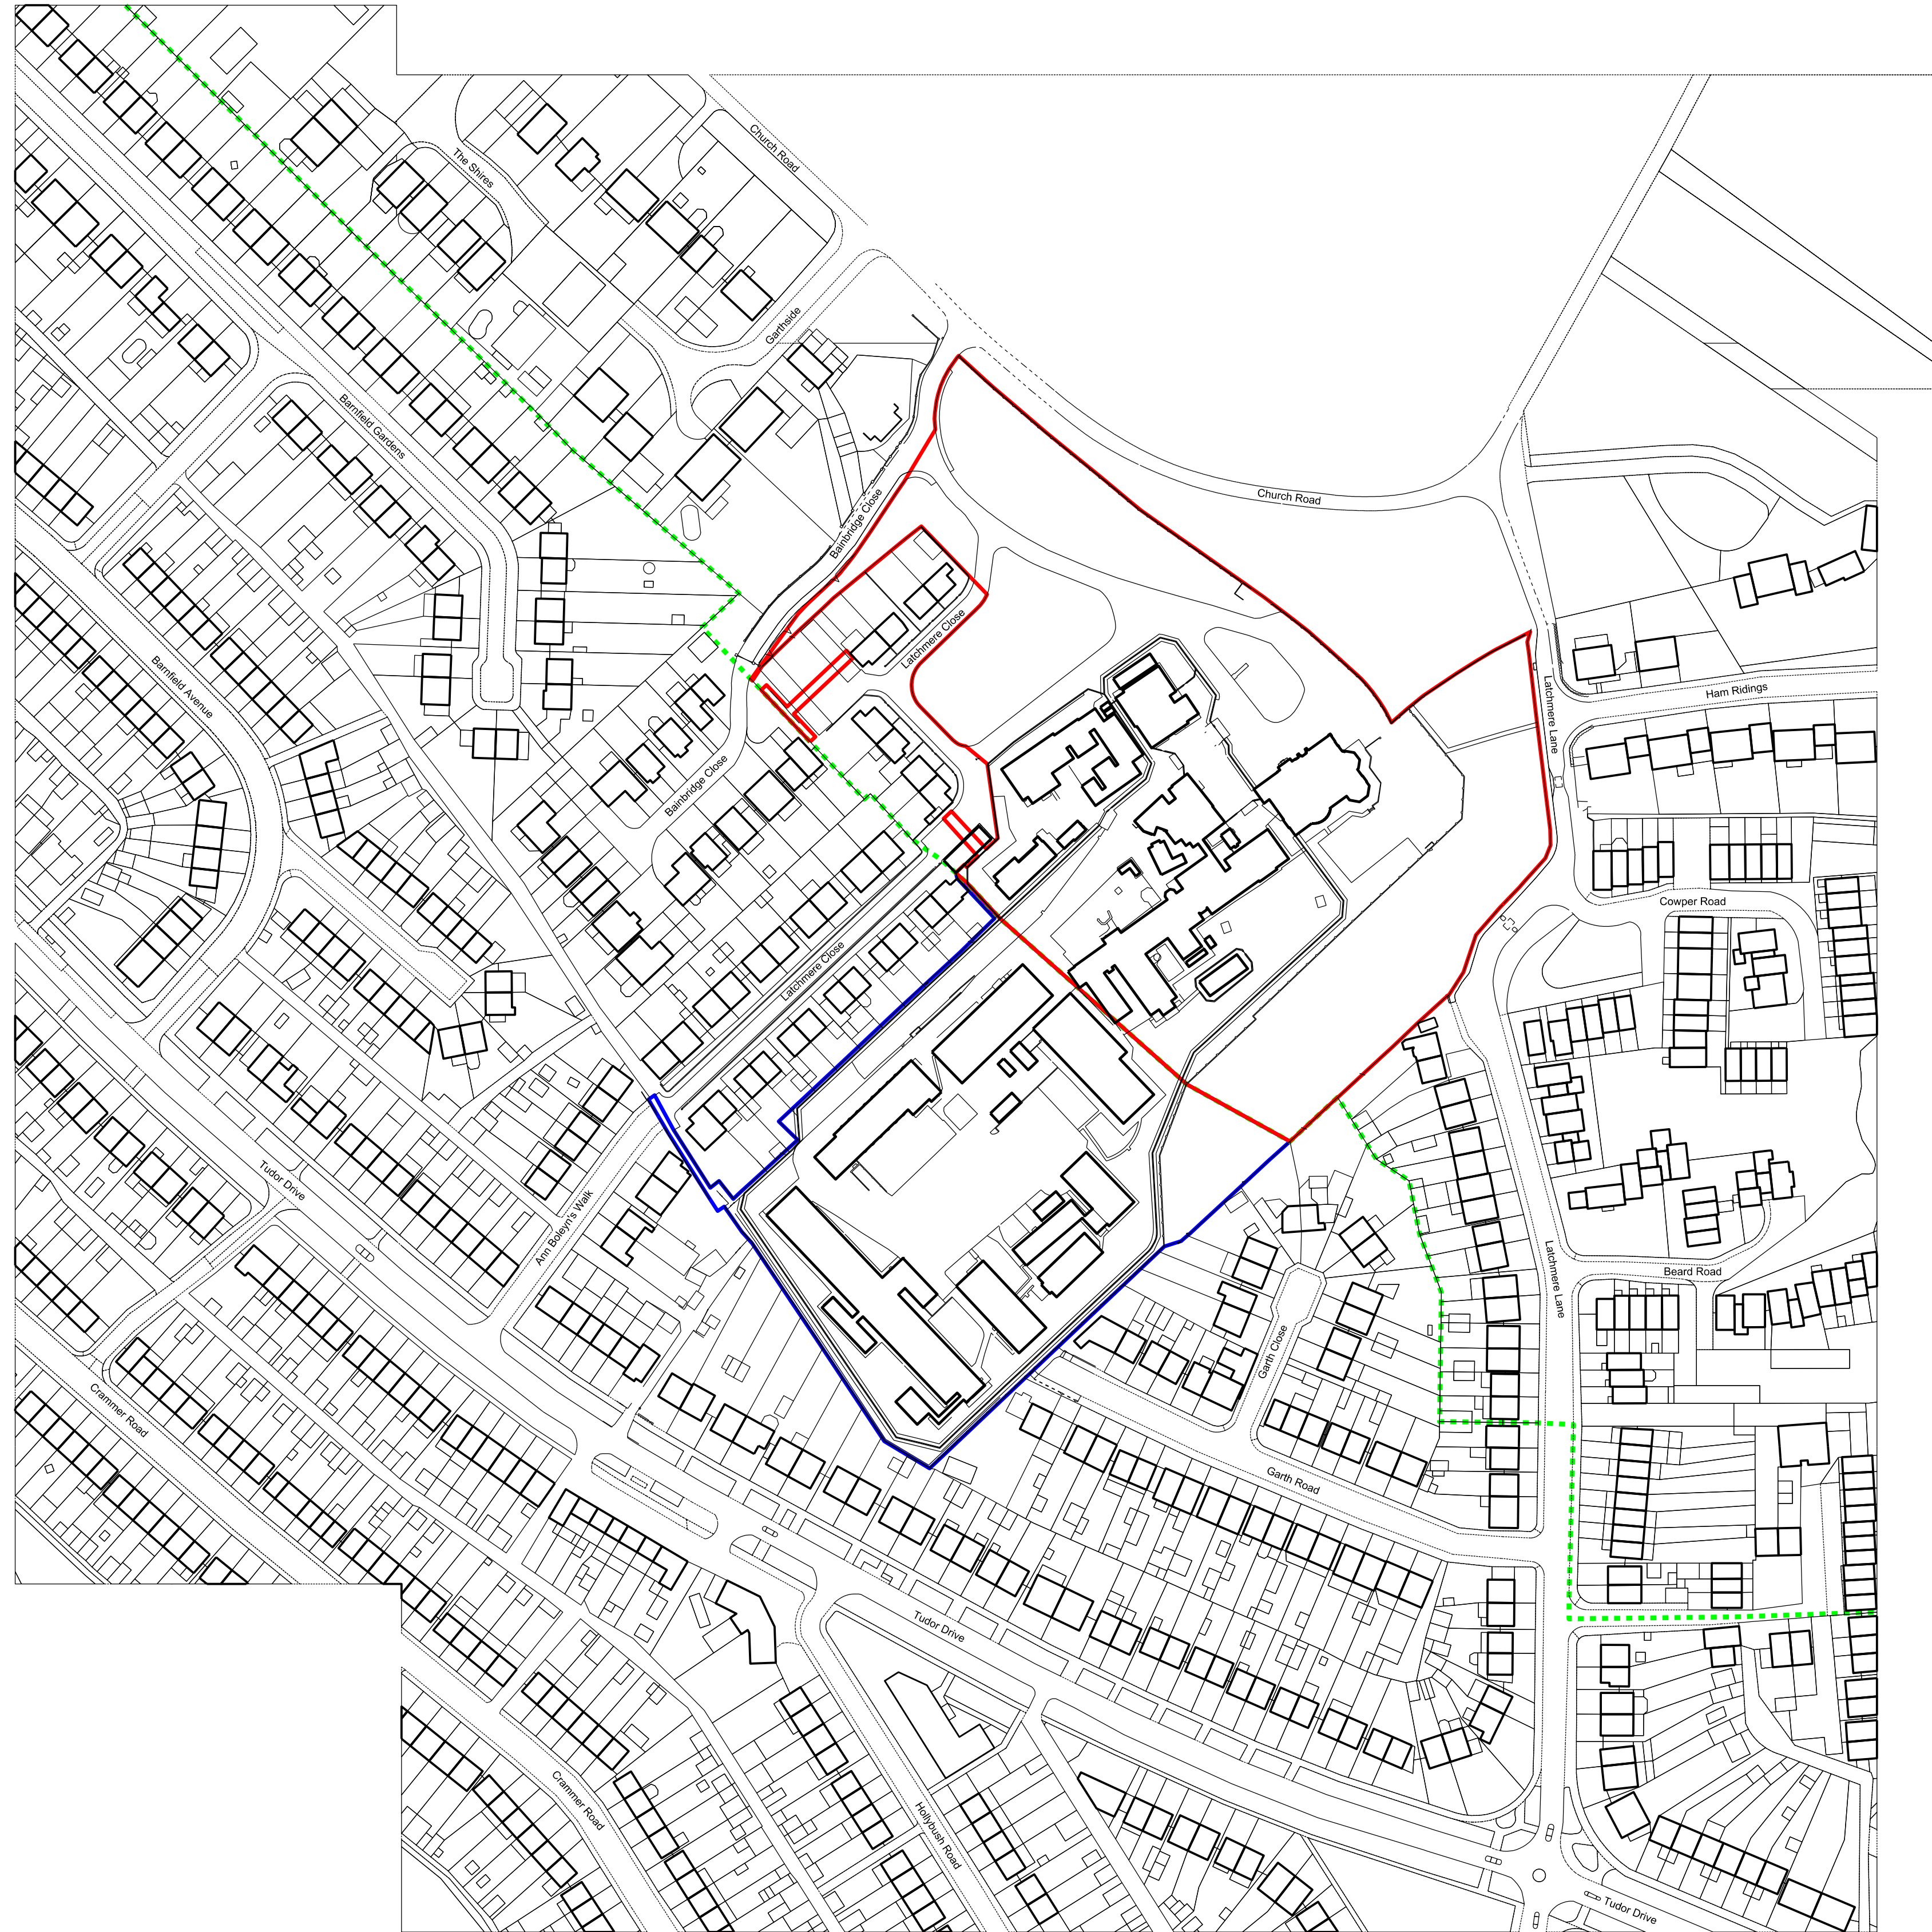 Church Road
The Shires
Garthside
Barnfield Gardens
Church Road
Bainbridge Close
Latchmere Close
Barnfield Avenue
Latchmere Lane
Ham Ridings
Bainbridge Close
Cowper Road
Latchmere Close
Tudor Drive
Ann Boleyn's Walk
Latchmere Lane
Beard Road
Garth Close
Crammer Road
Garth Road
Tudor Drive
Crammer Road
Hollybush Road
Tudor Drive